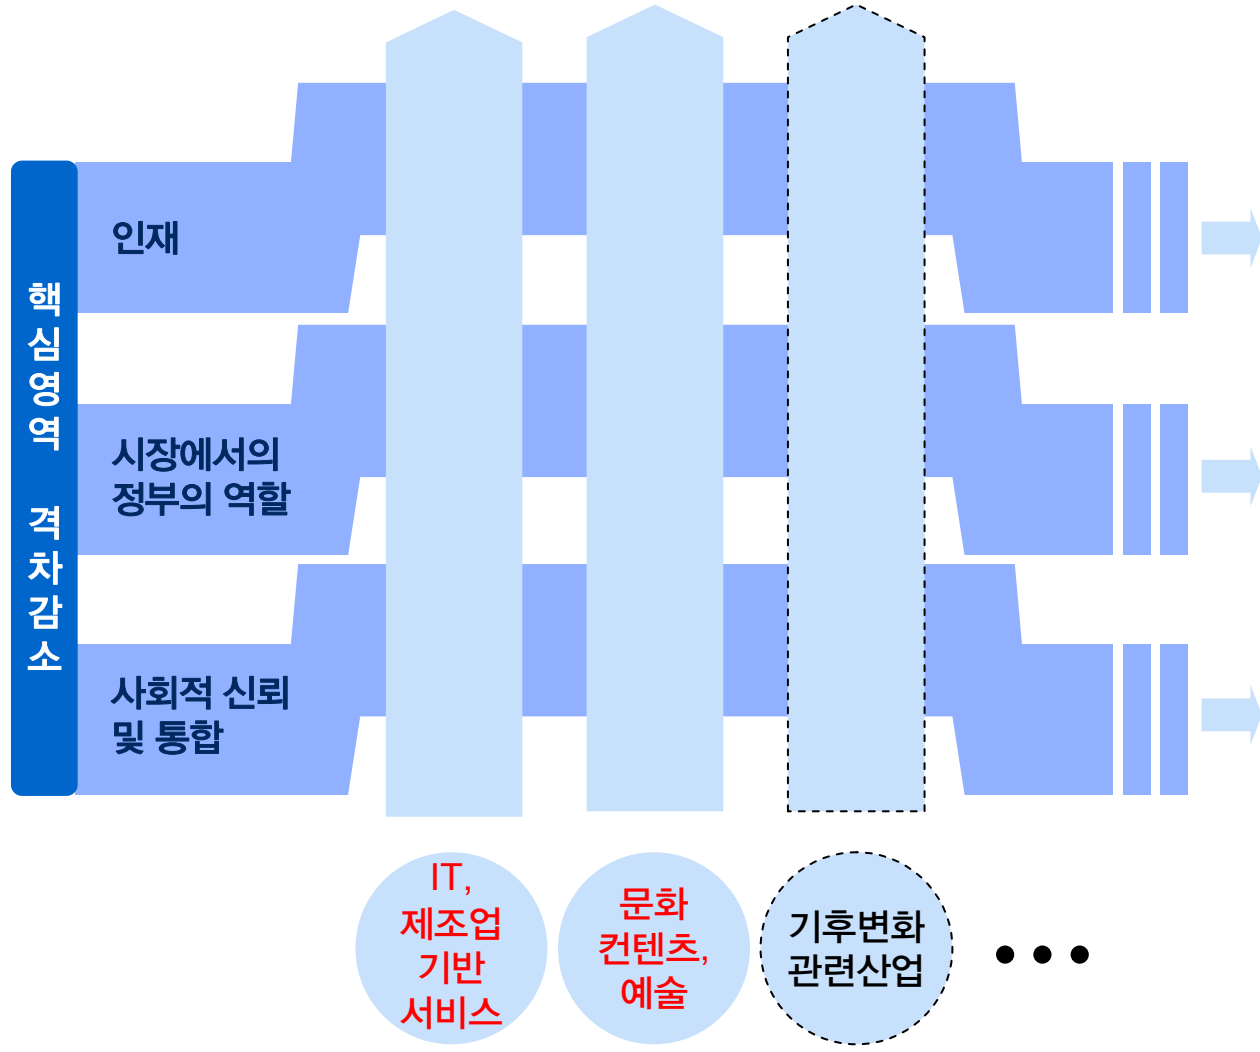 핵심영역 격차감소
인재
시장에서의
정부의 역할
사회적 신뢰
및 통합
IT,
제조업
기반
서비스
문화
컨텐츠,
예술
기후변화
관련산업
•••